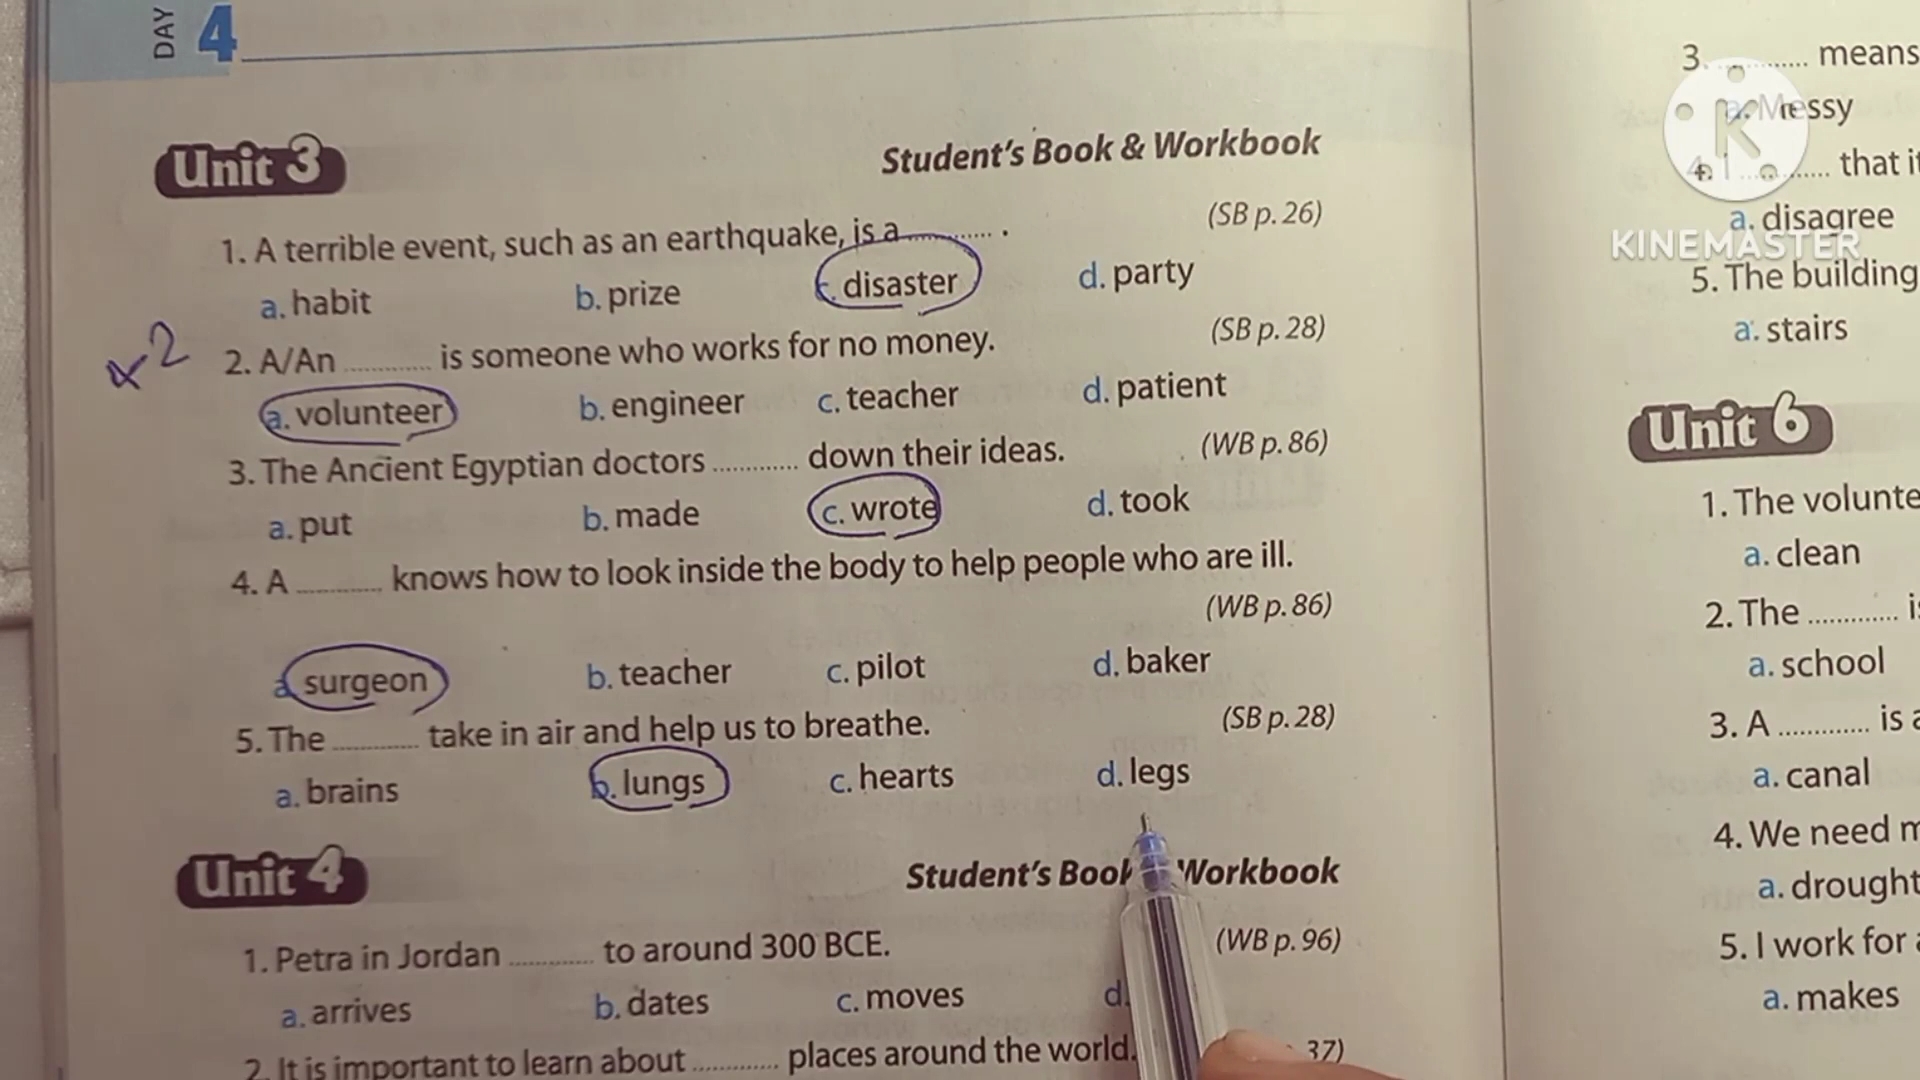 DAY 4
Unit 3
Student's Book & Workbook
1. A terrible event, such as an earthquake, is a ............ .
(SB p. 26)
a. habit b. prize c. disaster d. party
x2
2. A/An ............ is someone who works for no money.
(SB p. 28)
a. volunteer b. engineer c. teacher d. patient
3. The Ancient Egyptian doctors ............ down their ideas.
(WB p. 86)
a. put b. made c. wrote d. took
4. A ............ knows how to look inside the body to help people who are ill.
(WB p. 86)
a. surgeon b. teacher c. pilot d. baker
5. The ............ take in air and help us to breathe.
(SB p. 28)
a. brains b. lungs c. hearts d. legs
Unit 4
Student's Book Workbook
1. Petra in Jordan ............ to around 300 BCE.
(WB p. 96)
a. arrives b. dates c. moves d.
2. It is important to learn about ............ places around the world.
37)
3. ............ means
a. Messy
4. I ............ that
a. disagree
5. The building
a. stairs
KINEMASTER
Unit 6
1. The
a. clean
2. The ............
a. school
3. A ............ is
a. canal
4. We need
a. drought
5. I work for
a. makes